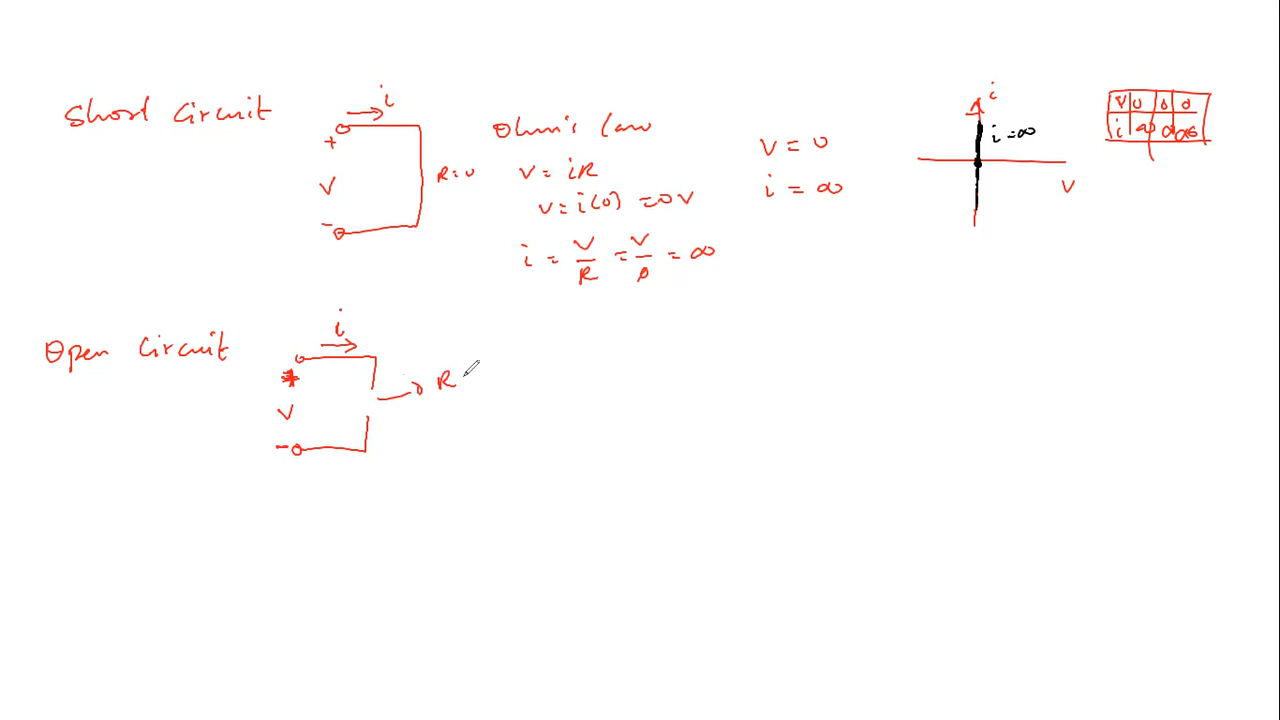 Short Circuit
i
+
V
-
R=0
Ohm's law
V = iR
V = i(0) = 0V
i = V/R = V/0 = ∞
V = 0
i = ∞
i
i = ∞
V
V 0 0 0
i ∞ ∞ ∞
Open Circuit
i
+
V
-
R